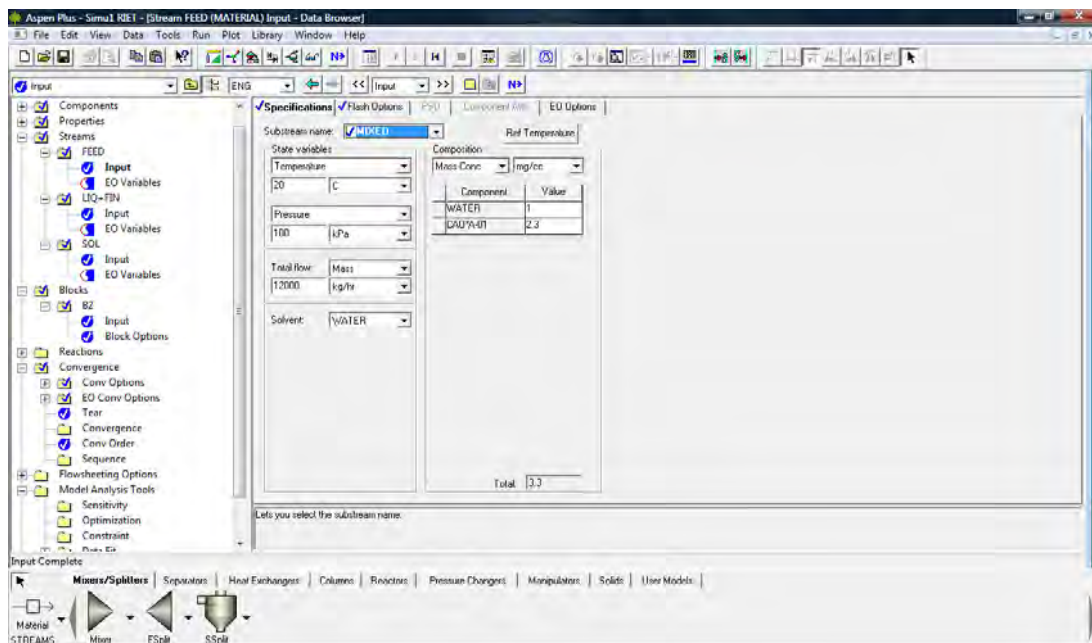 Aspen Plus - Simu1 RIET - [Stream FEED (MATERIAL) Input - Data Browser]
File Edit View Data Tools Run Plot Library Window Help
Input ENG Input N
Components
Properties
Streams
FEED
Input
EO Variables
LIQ+FIN
Input
EO Variables
SOL
Input
EO Variables
Blocks
B2
Input
Block Options
Reactions
Convergence
Conv Options
EO Conv Options
Tear
Convergence
Conv Order
Sequence
Flowsheeting Options
Model Analysis Tools
Sensitivity
Optimization
Constraint
Data Fit
Specifications Flash Options PSD Component Attr. EO Options
Substream name: MIXED Ref Temperature
State variables Composition
Temperature Mass-Conc mg/cc
20 C Component Value
WATER 1
Pressure
2.3
100 kPa
Total flow: Mass
12000 kg/hr
Solvent: WATER
Total: 3.3
Lets you select the substream name.
Input Complete
Mixers/Splitters Separators Heat Exchangers Columns Reactors Pressure Changers Manipulators Solids User Models
Material
STREAMS Mixer FSplit SSplit